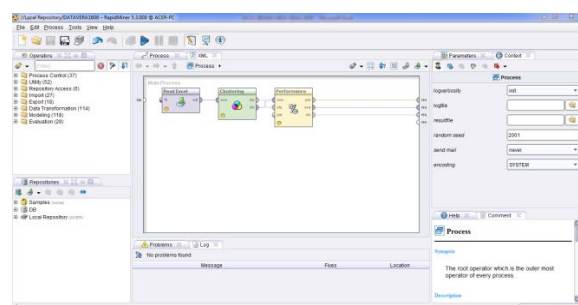 //Local Repository/DATAVERA1606 – RapidMiner 5.3.000 @ ACER-PC
File Edit Process Tools View Help
Operators
Process Control (37)
Utility (52)
Repository Access (6)
Import (27)
Export (18)
Data Transformation (114)
Modeling (118)
Evaluation (29)
Repositories
Samples (none)
DB
Local Repository
Process
XML
Process
Main Process
Read Excel
Clustering
Performance
Problems
Log
No problems found
Message
Fixes
Location
Parameters
Context
Process
logverbosity
init
logfile
resultfile
random seed
2001
send mail
never
encoding
SYSTEM
Help
Comment
Process
Synopsis
The root operator which is the outer most
operator of every process.
Description